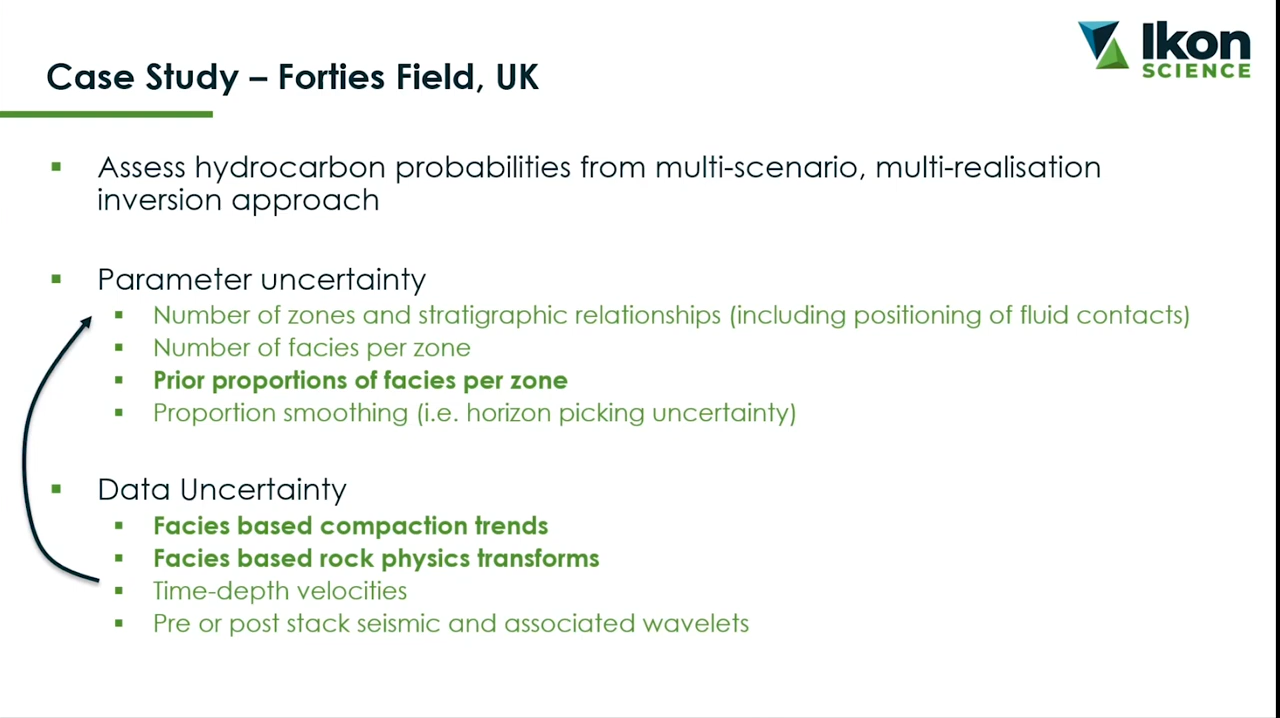 Ikon
SCIENCE
Case Study – Forties Field, UK
▪ Assess hydrocarbon probabilities from multi-scenario, multi-realisation
inversion approach
▪ Parameter uncertainty
▪ Number of zones and stratigraphic relationships (including positioning of fluid contacts)
▪ Number of facies per zone
▪ Prior proportions of facies per zone
▪ Proportion smoothing (i.e. horizon picking uncertainty)
▪ Data Uncertainty
▪ Facies based compaction trends
▪ Facies based rock physics transforms
▪ Time-depth velocities
▪ Pre or post stack seismic and associated wavelets